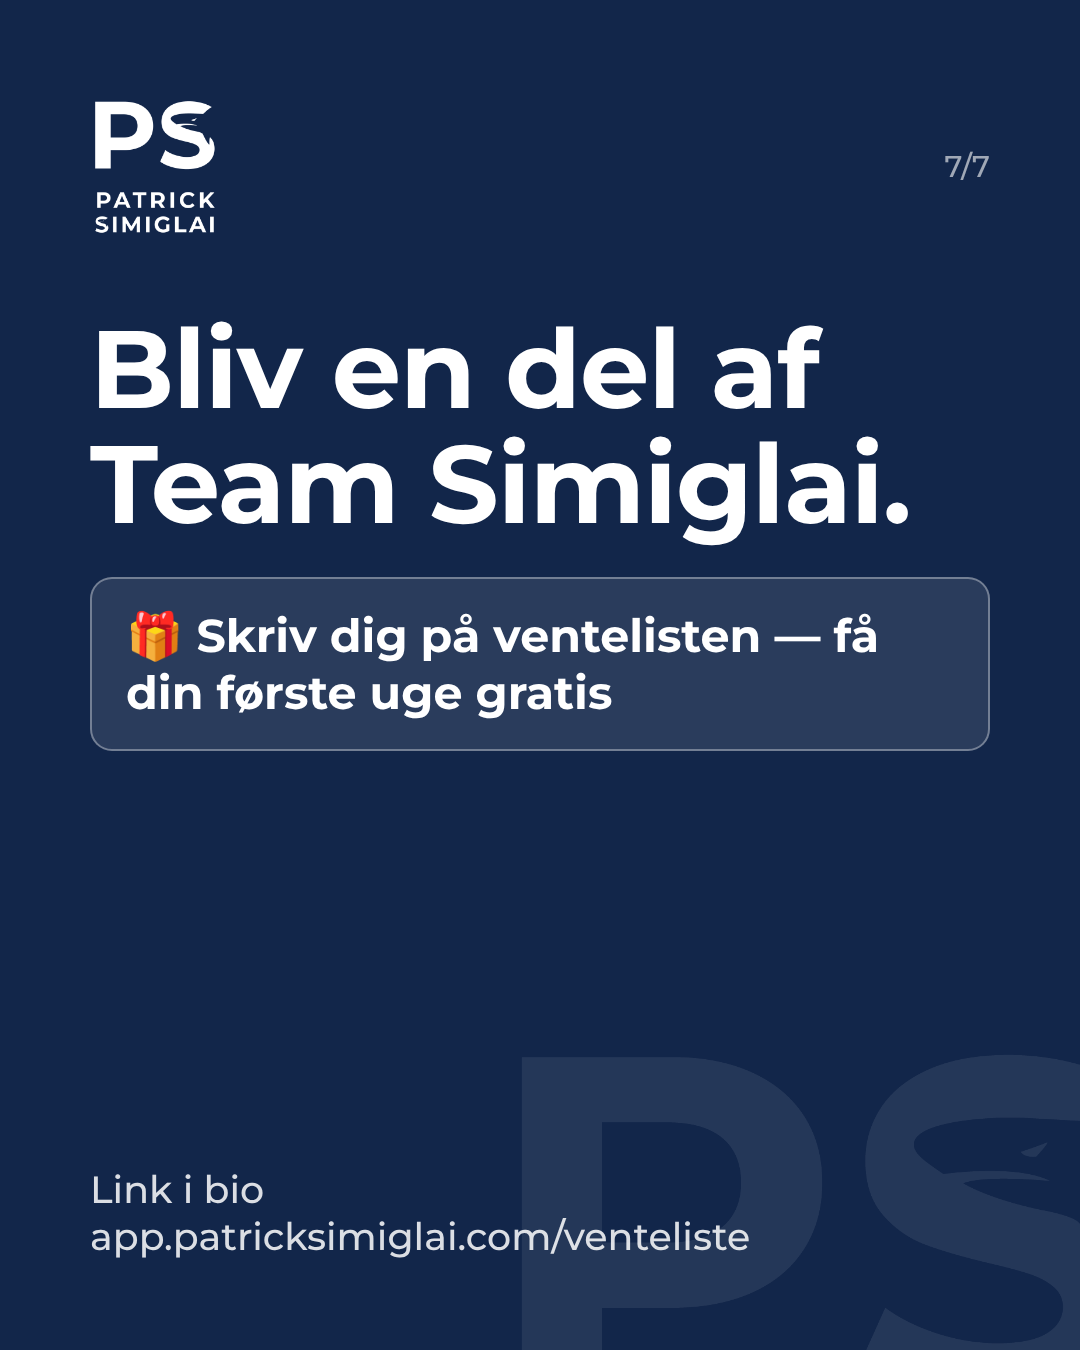 PS
PATRICK
SIMIGLAI
7/7
Bliv en del af
Team Simiglai.
🎁 Skriv dig på ventelisten — få
din første uge gratis
Link i bio
app.patricksimiglai.com/venteliste
PS